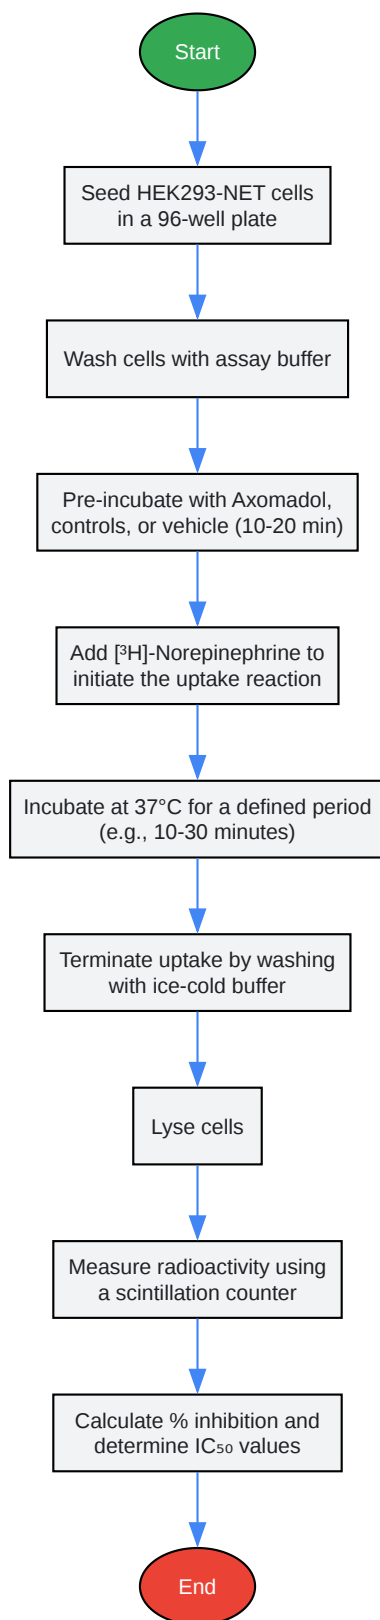 Start
Seed HEK293-NET cells
in a 96-well plate
Wash cells with assay buffer
Pre-incubate with Axomadol,
controls, or vehicle (10-20 min)
Add [³H]-Norepinephrine to
initiate the uptake reaction
Incubate at 37°C for a defined period
(e.g., 10-30 minutes)
Terminate uptake by washing
with ice-cold buffer
Lyse cells
Measure radioactivity using
a scintillation counter
Calculate % inhibition and
determine IC₅₀ values
End